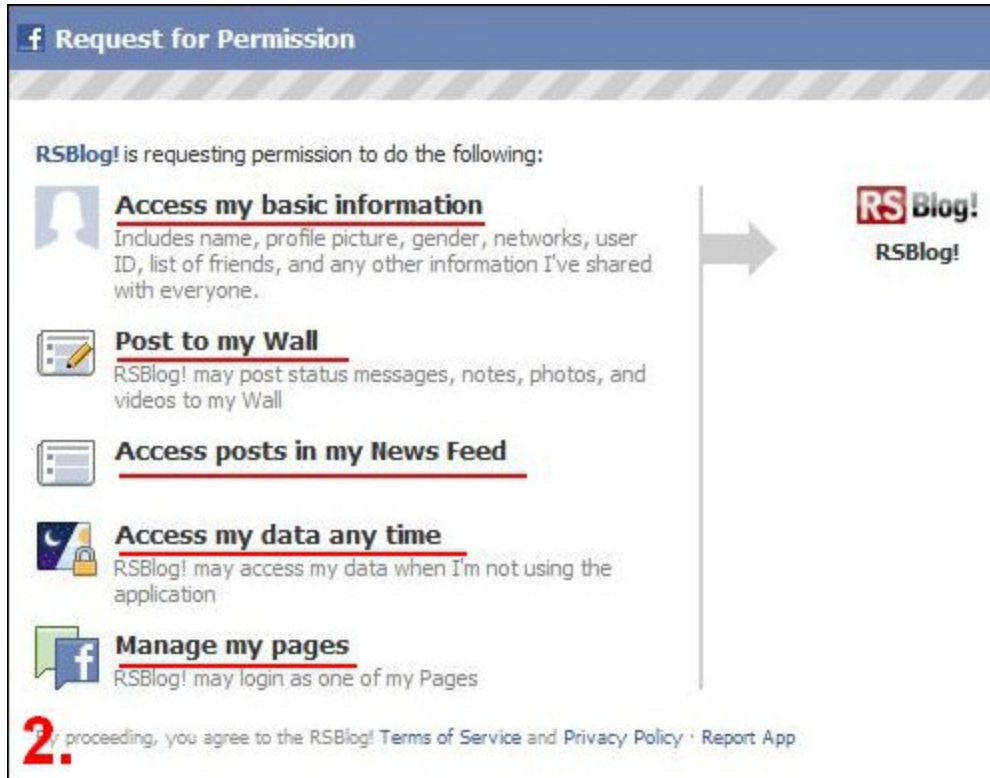 f Request for Permission
RSBlog! is requesting permission to do the following:
Access my basic information
Includes name, profile picture, gender, networks, user
ID, list of friends, and any other information I've shared
with everyone.
RS Blog!
RSBlog!
Post to my Wall
RSBlog! may post status messages, notes, photos, and
videos to my Wall
Access posts in my News Feed
Access my data any time
RSBlog! may access my data when I'm not using the
application
Manage my pages
f
RSBlog! may login as one of my Pages
2.
proceeding, you agree to the RSBlog! Terms of Service and Privacy Policy · Report App